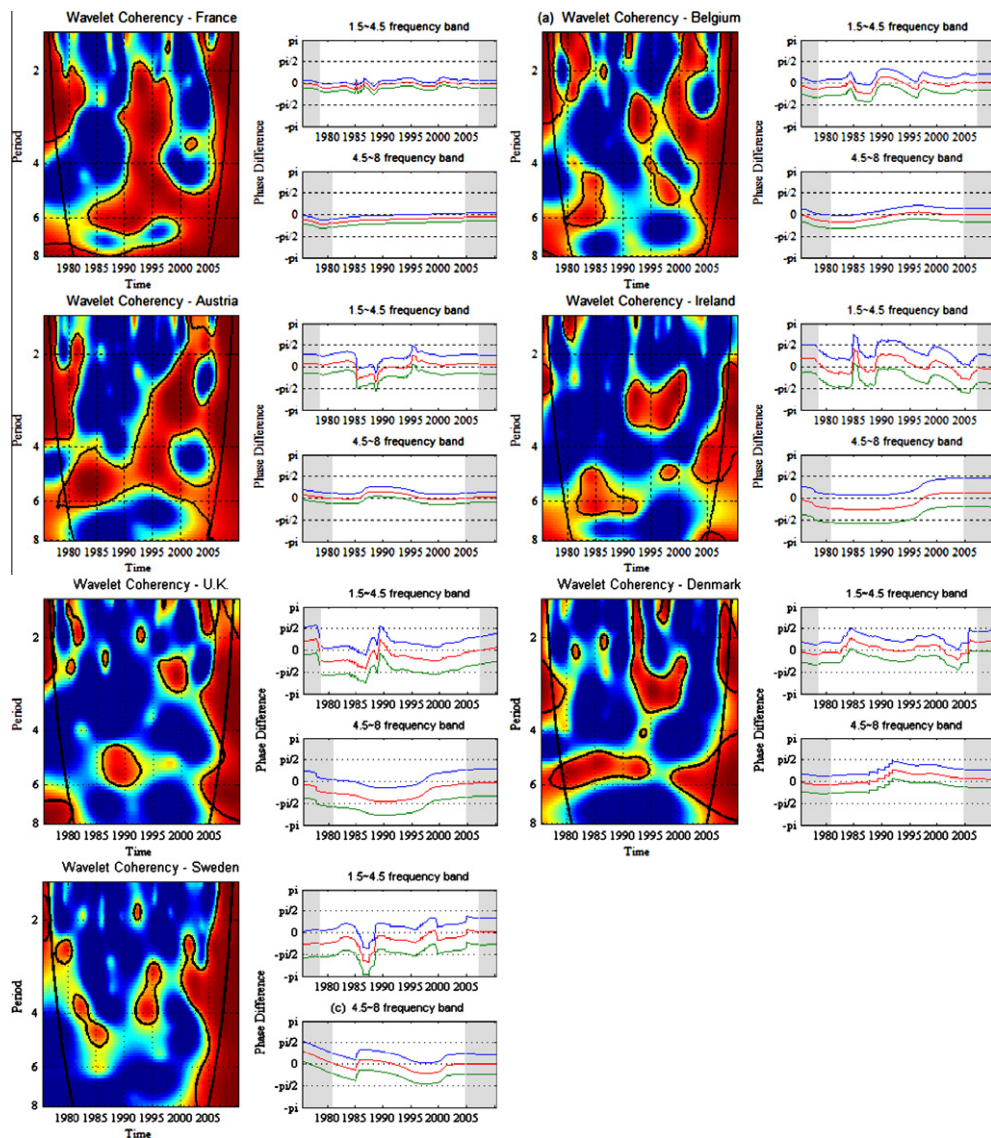 Wavelet Coherency - France
Period
2
4
6
8
1980 1985 1990 1995 2000 2005
Time
Phase Difference
1.5~4.5 frequency band
pi
pi/2
0
-pi/2
-pi
1980 1985 1990 1995 2000 2005
4.5~8 frequency band
pi
pi/2
0
-pi/2
-pi
1980 1985 1990 1995 2000 2005
(a) Wavelet Coherency - Belgium
Period
2
4
6
8
1980 1985 1990 1995 2000 2005
Time
Phase Difference
1.5~4.5 frequency band
pi
pi/2
0
-pi/2
-pi
1980 1985 1990 1995 2000 2005
4.5~8 frequency band
pi
pi/2
0
-pi/2
-pi
1980 1985 1990 1995 2000 2005
Wavelet Coherency - Austria
Period
2
4
6
8
1980 1985 1990 1995 2000 2005
Time
Phase Difference
1.5~4.5 frequency band
pi
pi/2
0
-pi/2
-pi
1980 1985 1990 1995 2000 2005
4.5~8 frequency band
pi
pi/2
0
-pi/2
-pi
1980 1985 1990 1995 2000 2005
Wavelet Coherency - Ireland
Period
2
4
6
8
1980 1985 1990 1995 2000 2005
Time
Phase Difference
1.5~4.5 frequency band
pi
pi/2
0
-pi/2
-pi
1980 1985 1990 1995 2000 2005
4.5~8 frequency band
pi
pi/2
0
-pi/2
-pi
1980 1985 1990 1995 2000 2005
Wavelet Coherency - U.K.
Period
2
4
6
8
1980 1985 1990 1995 2000 2005
Time
Phase Difference
1.5~4.5 frequency band
pi
pi/2
0
-pi/2
-pi
1980 1985 1990 1995 2000 2005
4.5~8 frequency band
pi
pi/2
0
-pi/2
-pi
1980 1985 1990 1995 2000 2005
Wavelet Coherency - Denmark
Period
2
4
6
8
1980 1985 1990 1995 2000 2005
Time
Phase Difference
1.5~4.5 frequency band
pi
pi/2
0
-pi/2
-pi
1980 1985 1990 1995 2000 2005
4.5~8 frequency band
pi
pi/2
0
-pi/2
-pi
1980 1985 1990 1995 2000 2005
Wavelet Coherency - Sweden
Period
2
4
6
8
1980 1985 1990 1995 2000 2005
Time
Phase Difference
1.5~4.5 frequency band
pi
pi/2
0
-pi/2
-pi
1980 1985 1990 1995 2000 2005
(c) 4.5~8 frequency band
pi
pi/2
0
-pi/2
-pi
1980 1985 1990 1995 2000 2005